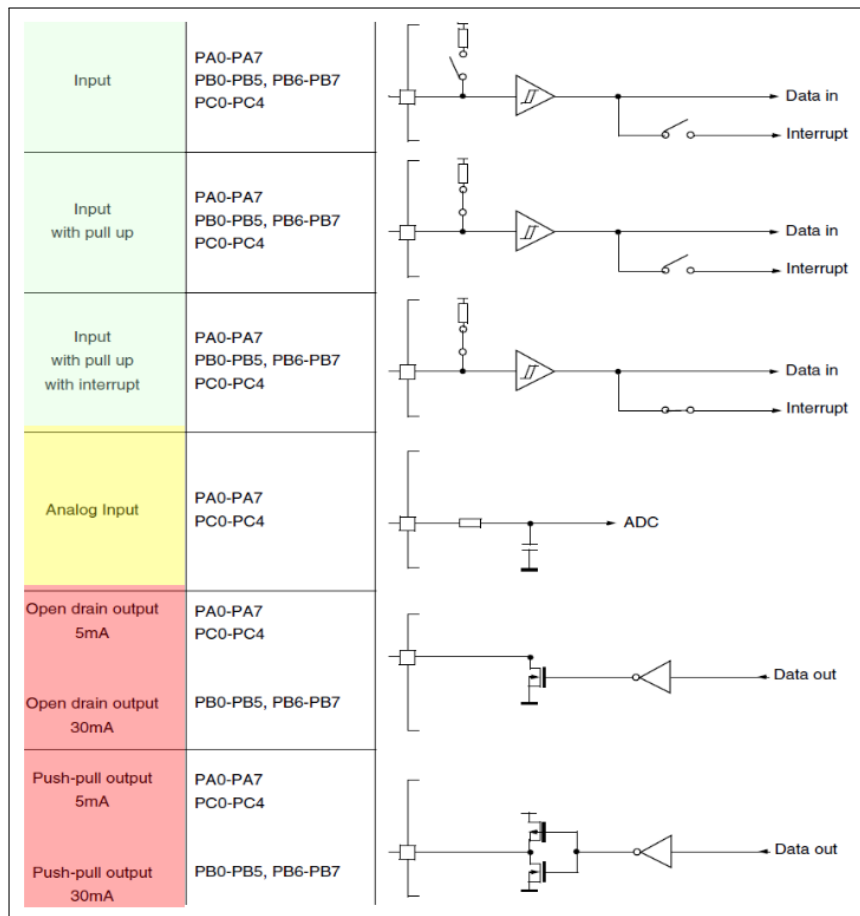 Input
PA0-PA7
PB0-PB5, PB6-PB7
PC0-PC4
Data in
Interrupt
Input
with pull up
PA0-PA7
PB0-PB5, PB6-PB7
PC0-PC4
Data in
Interrupt
Input
with pull up
with interrupt
PA0-PA7
PB0-PB5, PB6-PB7
PC0-PC4
Data in
Interrupt
Analog Input
PA0-PA7
PC0-PC4
ADC
Open drain output
5mA
PA0-PA7
PC0-PC4
Open drain output
30mA
PB0-PB5, PB6-PB7
Data out
Push-pull output
5mA
PA0-PA7
PC0-PC4
Push-pull output
30mA
PB0-PB5, PB6-PB7
Data out